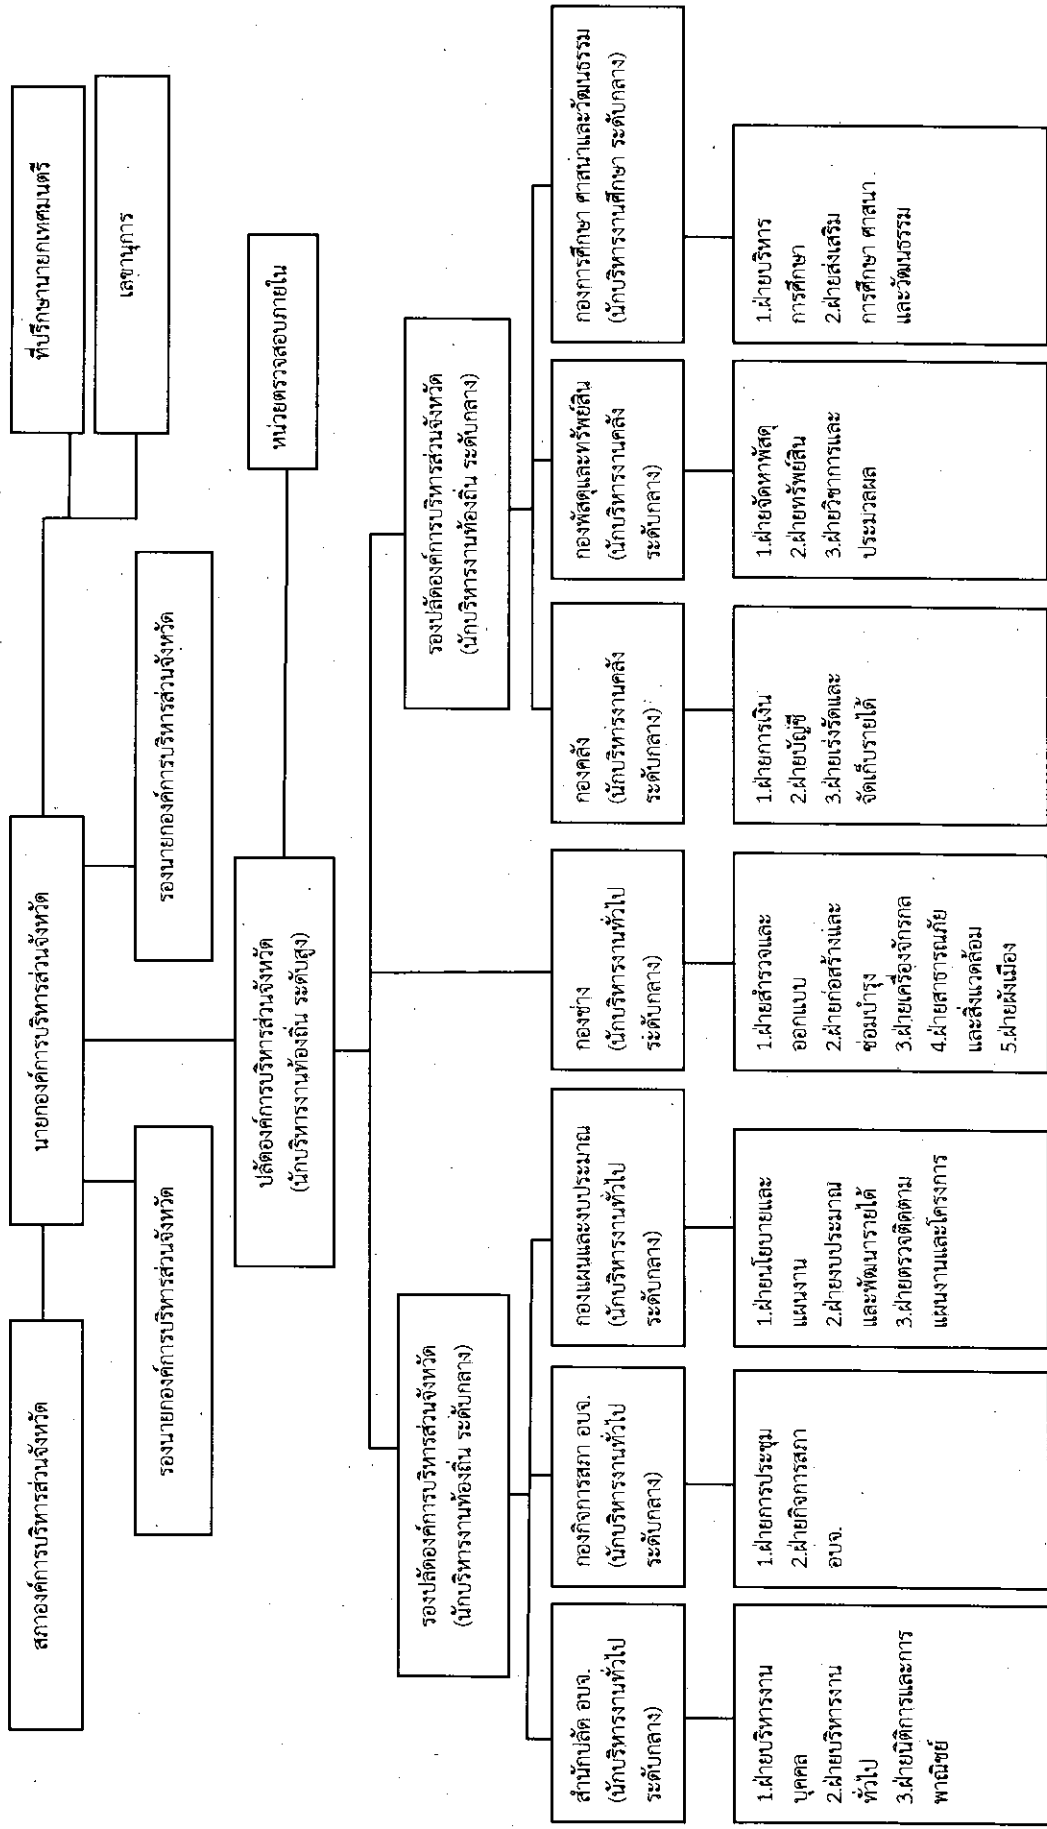 สภาองค์การบริหารส่วนจังหวัด
นายกองค์การบริหารส่วนจังหวัด
ที่ปรึกษานายกเทศมนตรี
เลขานุการ
รองนายกองค์การบริหารส่วนจังหวัด
รองนายกองค์การบริหารส่วนจังหวัด
ปลัดองค์การบริหารส่วนจังหวัด
(นักบริหารงานท้องถิ่น ระดับสูง)
หน่วยตรวจสอบภายใน
รองปลัดองค์การบริหารส่วนจังหวัด
(นักบริหารงานท้องถิ่น ระดับกลาง)
รองปลัดองค์การบริหารส่วนจังหวัด
(นักบริหารงานท้องถิ่น ระดับกลาง)
สำนักปลัด อบจ.
(นักบริหารงานทั่วไป
ระดับกลาง)
กองกิจการสภา อบจ.
(นักบริหารงานทั่วไป
ระดับกลาง)
กองแผนและงบประมาณ
(นักบริหารงานทั่วไป
ระดับกลาง)
กองช่าง
(นักบริหารงานทั่วไป
ระดับกลาง)
กองคลัง
(นักบริหารงานคลัง
ระดับกลาง)
กองพัสดุและทรัพย์สิน
(นักบริหารงานคลัง
ระดับกลาง)
กองการศึกษา ศาสนาและวัฒนธรรม
(นักบริหารงานศึกษา ระดับกลาง)
1.ฝ่ายบริหารงาน
บุคคล
2.ฝ่ายบริหารงาน
ทั่วไป
3.ฝ่ายนิติการและการ
พาณิชย์
1.ฝ่ายการประชุม
2.ฝ่ายกิจการสภา
อบจ.
1.ฝ่ายนโยบายและ
แผนงาน
2.ฝ่ายงบประมาณ
และพัฒนารายได้
3.ฝ่ายตรวจติดตาม
แผนงานและโครงการ
1.ฝ่ายสำรวจและ
ออกแบบ
2.ฝ่ายก่อสร้างและ
ซ่อมบำรุง
3.ฝ่ายเครื่องจักรกล
4.ฝ่ายสาธารณภัย
และสิ่งแวดล้อม
5.ฝ่ายผังเมือง
1.ฝ่ายการเงิน
2.ฝ่ายบัญชี
3.ฝ่ายเร่งรัดและ
จัดเก็บรายได้
1.ฝ่ายจัดหาพัสดุ
2.ฝ่ายทรัพย์สิน
3.ฝ่ายวิชาการและ
ประมวลผล
1.ฝ่ายบริหาร
การศึกษา
2.ฝ่ายส่งเสริม
การศึกษา ศาสนา
และวัฒนธรรม